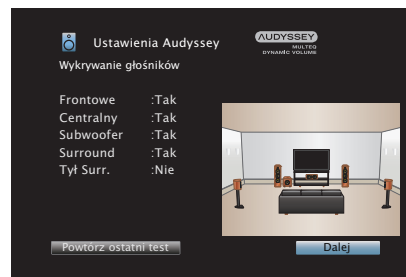 Ustawienia Audyssey
AUDYSSEY
MULTEQ
DYNAMIC VOLUME
Wykrywanie głośników
Frontowe :Tak
Centralny :Tak
Subwoofer :Tak
Surround :Tak
Tył Surr. :Nie
Powtórz ostatni test
Dalej